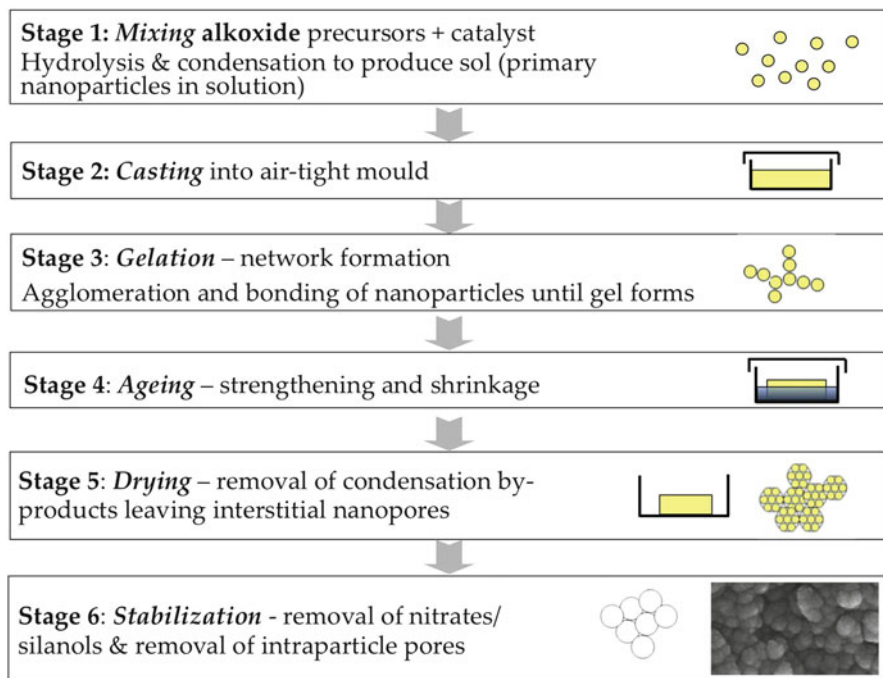 Stage 1: Mixing alkoxide precursors + catalyst
Hydrolysis & condensation to produce sol (primary
nanoparticles in solution)
Stage 2: Casting into air-tight mould
Stage 3: Gelation – network formation
Agglomeration and bonding of nanoparticles until gel forms
Stage 4: Ageing – strengthening and shrinkage
Stage 5: Drying – removal of condensation by-
products leaving interstitial nanopores
Stage 6: Stabilization - removal of nitrates/
silanols & removal of intraparticle pores